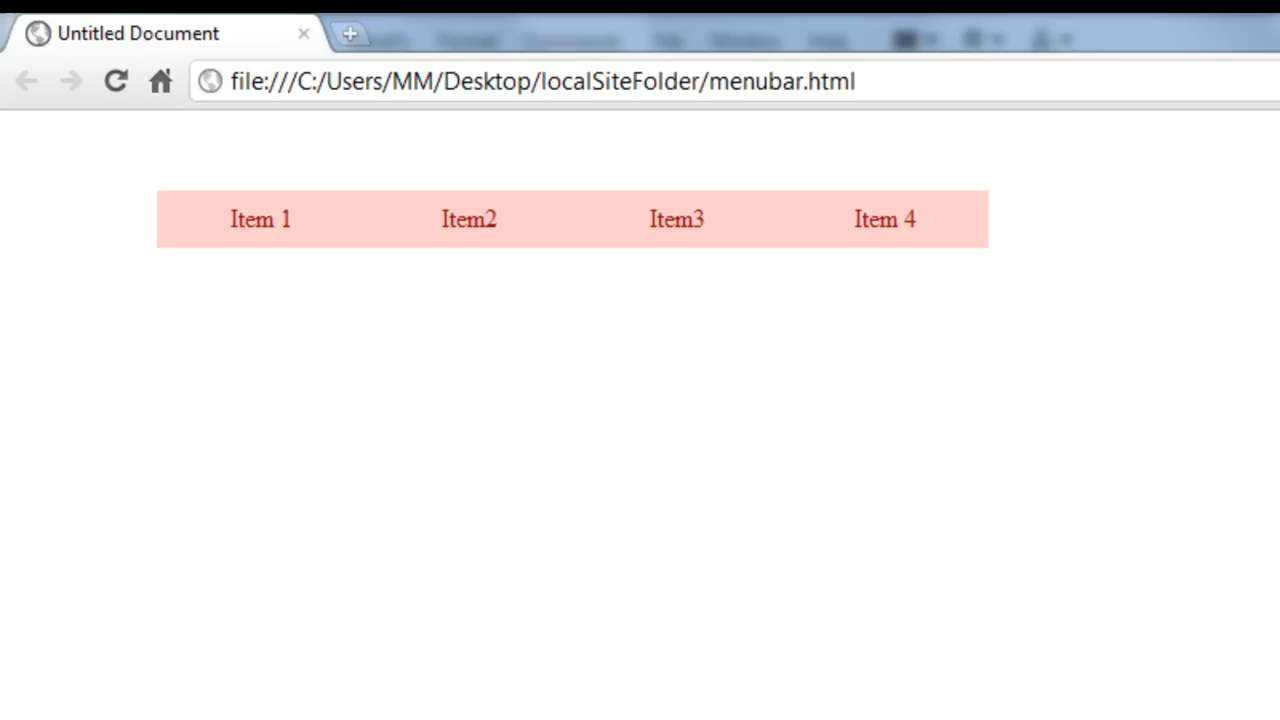 Untitled Document
file:///C:/Users/MM/Desktop/localSiteFolder/menubar.html
Item 1 Item2 Item3 Item 4